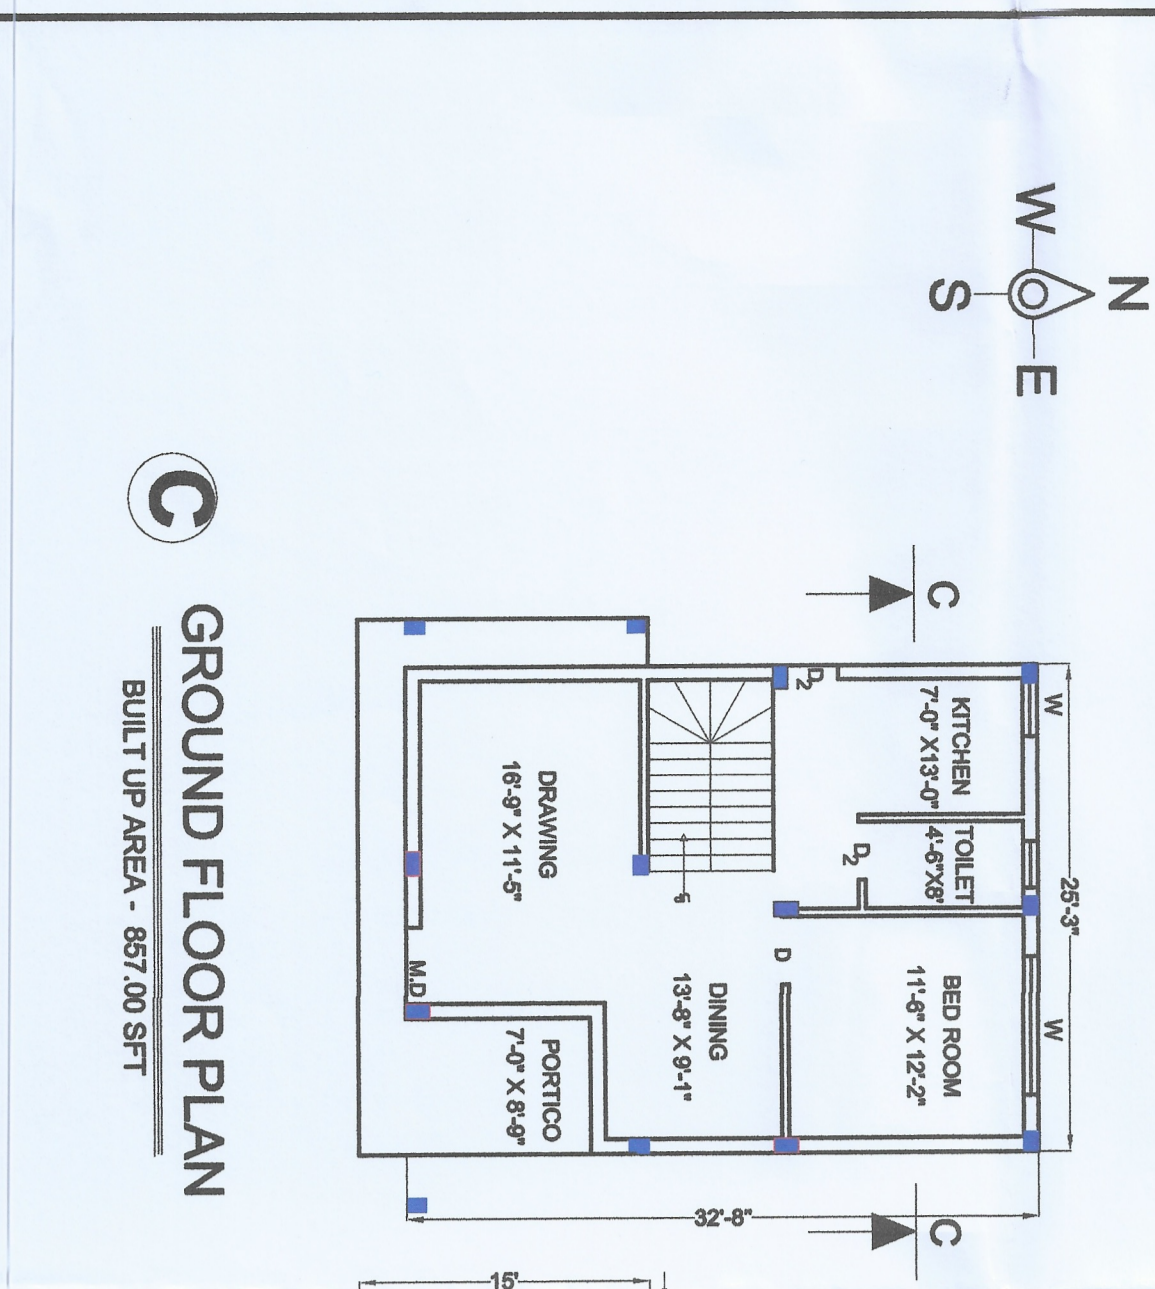 N
W
E
S
C
W
KITCHEN
7'-0" X13'-0"
D2
TOILET
4'-6"X8'
D2
25'-3"
W
BED ROOM
11'-6" X 12'-2"
D
DINING
13'-8" X 9'-1"
DRAWING
16'-9" X 11'-5"
M.D
PORTICO
7'-0" X 8'-9"
32'-8"
C
15'
C GROUND FLOOR PLAN
BUILT UP AREA - 857.00 SFT